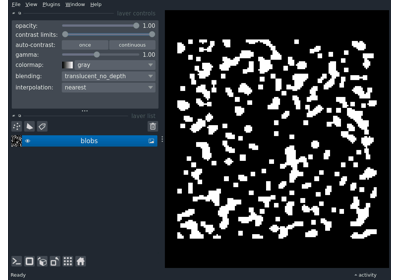 File View Plugins Window Help
layer controls
opacity: 1.00
contrast limits:
auto-contrast: once continuous
gamma: 1.00
colormap: gray
blending: translucent_no_depth
interpolation: nearest
layer list
blobs
Ready activity